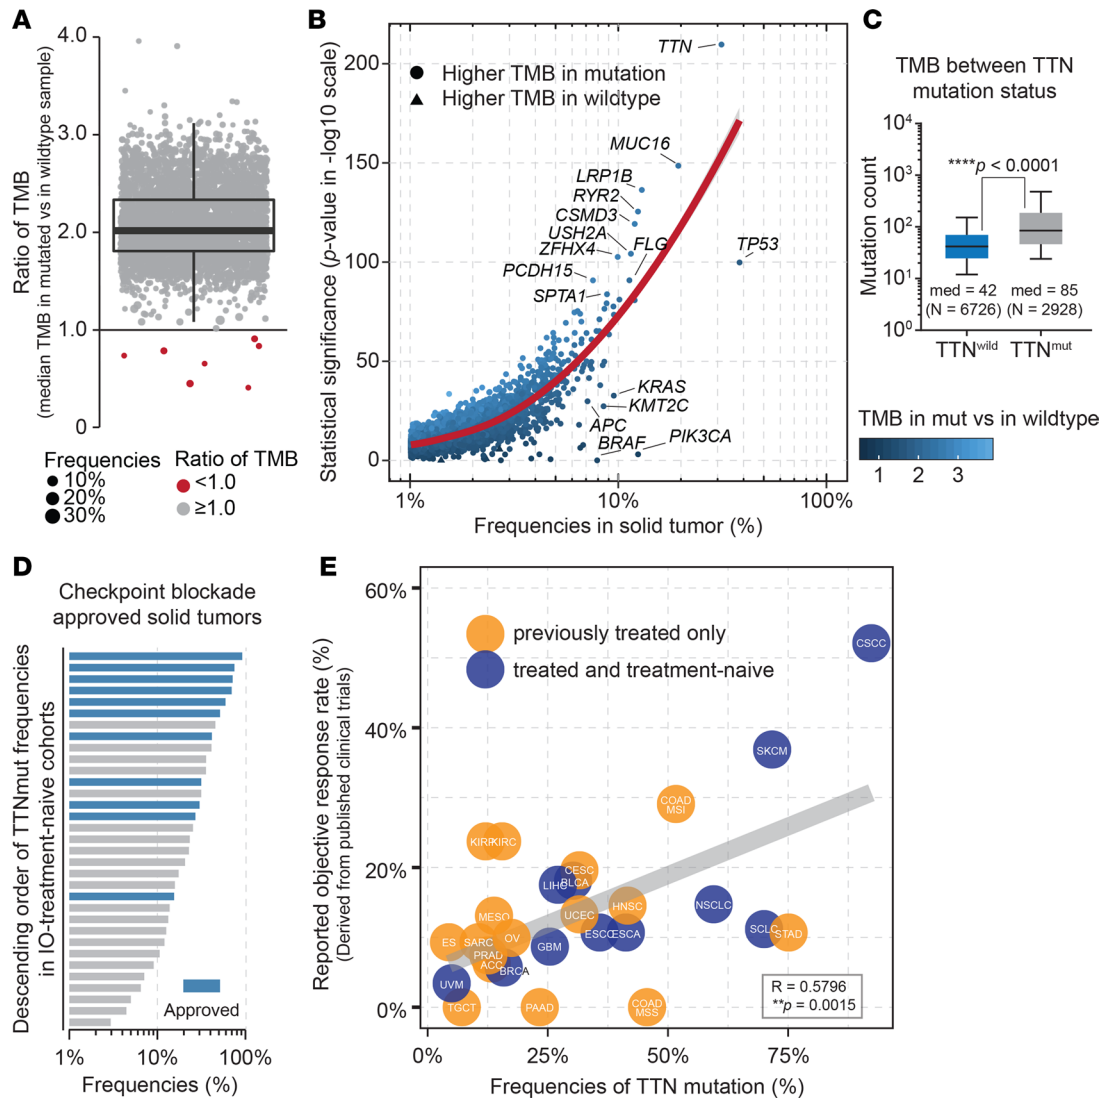 A
4.0
3.0
2.0
1.0
0
Ratio of TMB
(median TMB in mutated vs in wildtype sample)
Frequencies
10%
20%
30%
Ratio of TMB
<1.0
≥1.0
B
Statistical significance (p-value in -log10 scale)
200
150
100
50
0
Higher TMB in mutation
Higher TMB in wildtype
TTN
MUC16
LRP1B
RYR2
CSMD3
USH2A
ZFHX4
FLG
TP53
PCDH15
SPTA1
KRAS
KMT2C
APC
BRAF
PIK3CA
1%
10%
100%
Frequencies in solid tumor (%)
C
TMB between TTN
mutation status
Mutation count
10⁴
10³
10²
10¹
10⁰
****p < 0.0001
med = 42
(N = 6726)
med = 85
(N = 2928)
TTNwild
TTNmut
TMB in mut vs in wildtype
1 2 3
D
Checkpoint blockade
approved solid tumors
Descending order of TTNmut frequencies
in IO-treatment-naive cohorts
Approved
1%
10%
100%
Frequencies (%)
E
Reported objective response rate (%)
(Derived from published clinical trials)
60%
40%
20%
0%
previously treated only
treated and treatment-naive
CSCC
SKCM
COAD
MSI
KIRP
KIRC
CESC
LIHC
BLCA
HNSC
NSCLC
MESO
UCEC
ES
SARC
OV
GBM
ESCC
ESCA
SCLC
STAD
PRAD
ACC
BRCA
UVM
TGCT
PAAD
COAD
MSS
R = 0.5796
**p = 0.0015
0%
25%
50%
75%
Frequencies of TTN mutation (%)